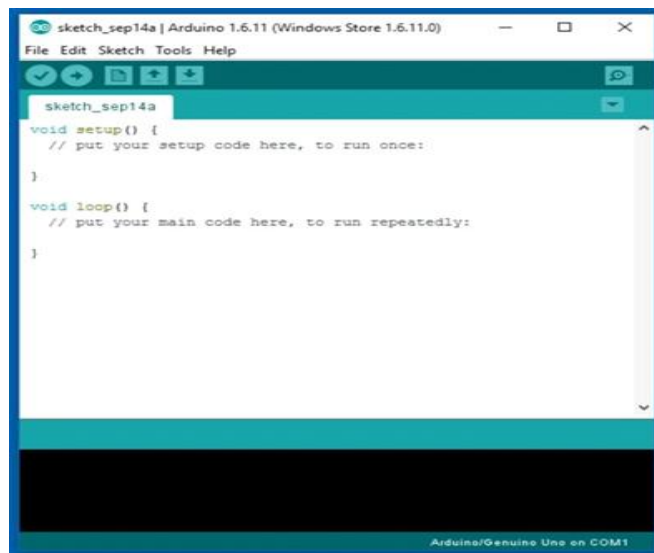 sketch_sep14a | Arduino 1.6.11 (Windows Store 1.6.11.0)
File Edit Sketch Tools Help
sketch_sep14a
void setup() {
// put your setup code here, to run once:
}
void loop() {
// put your main code here, to run repeatedly:
}
Arduino/Genuino Uno on COM1